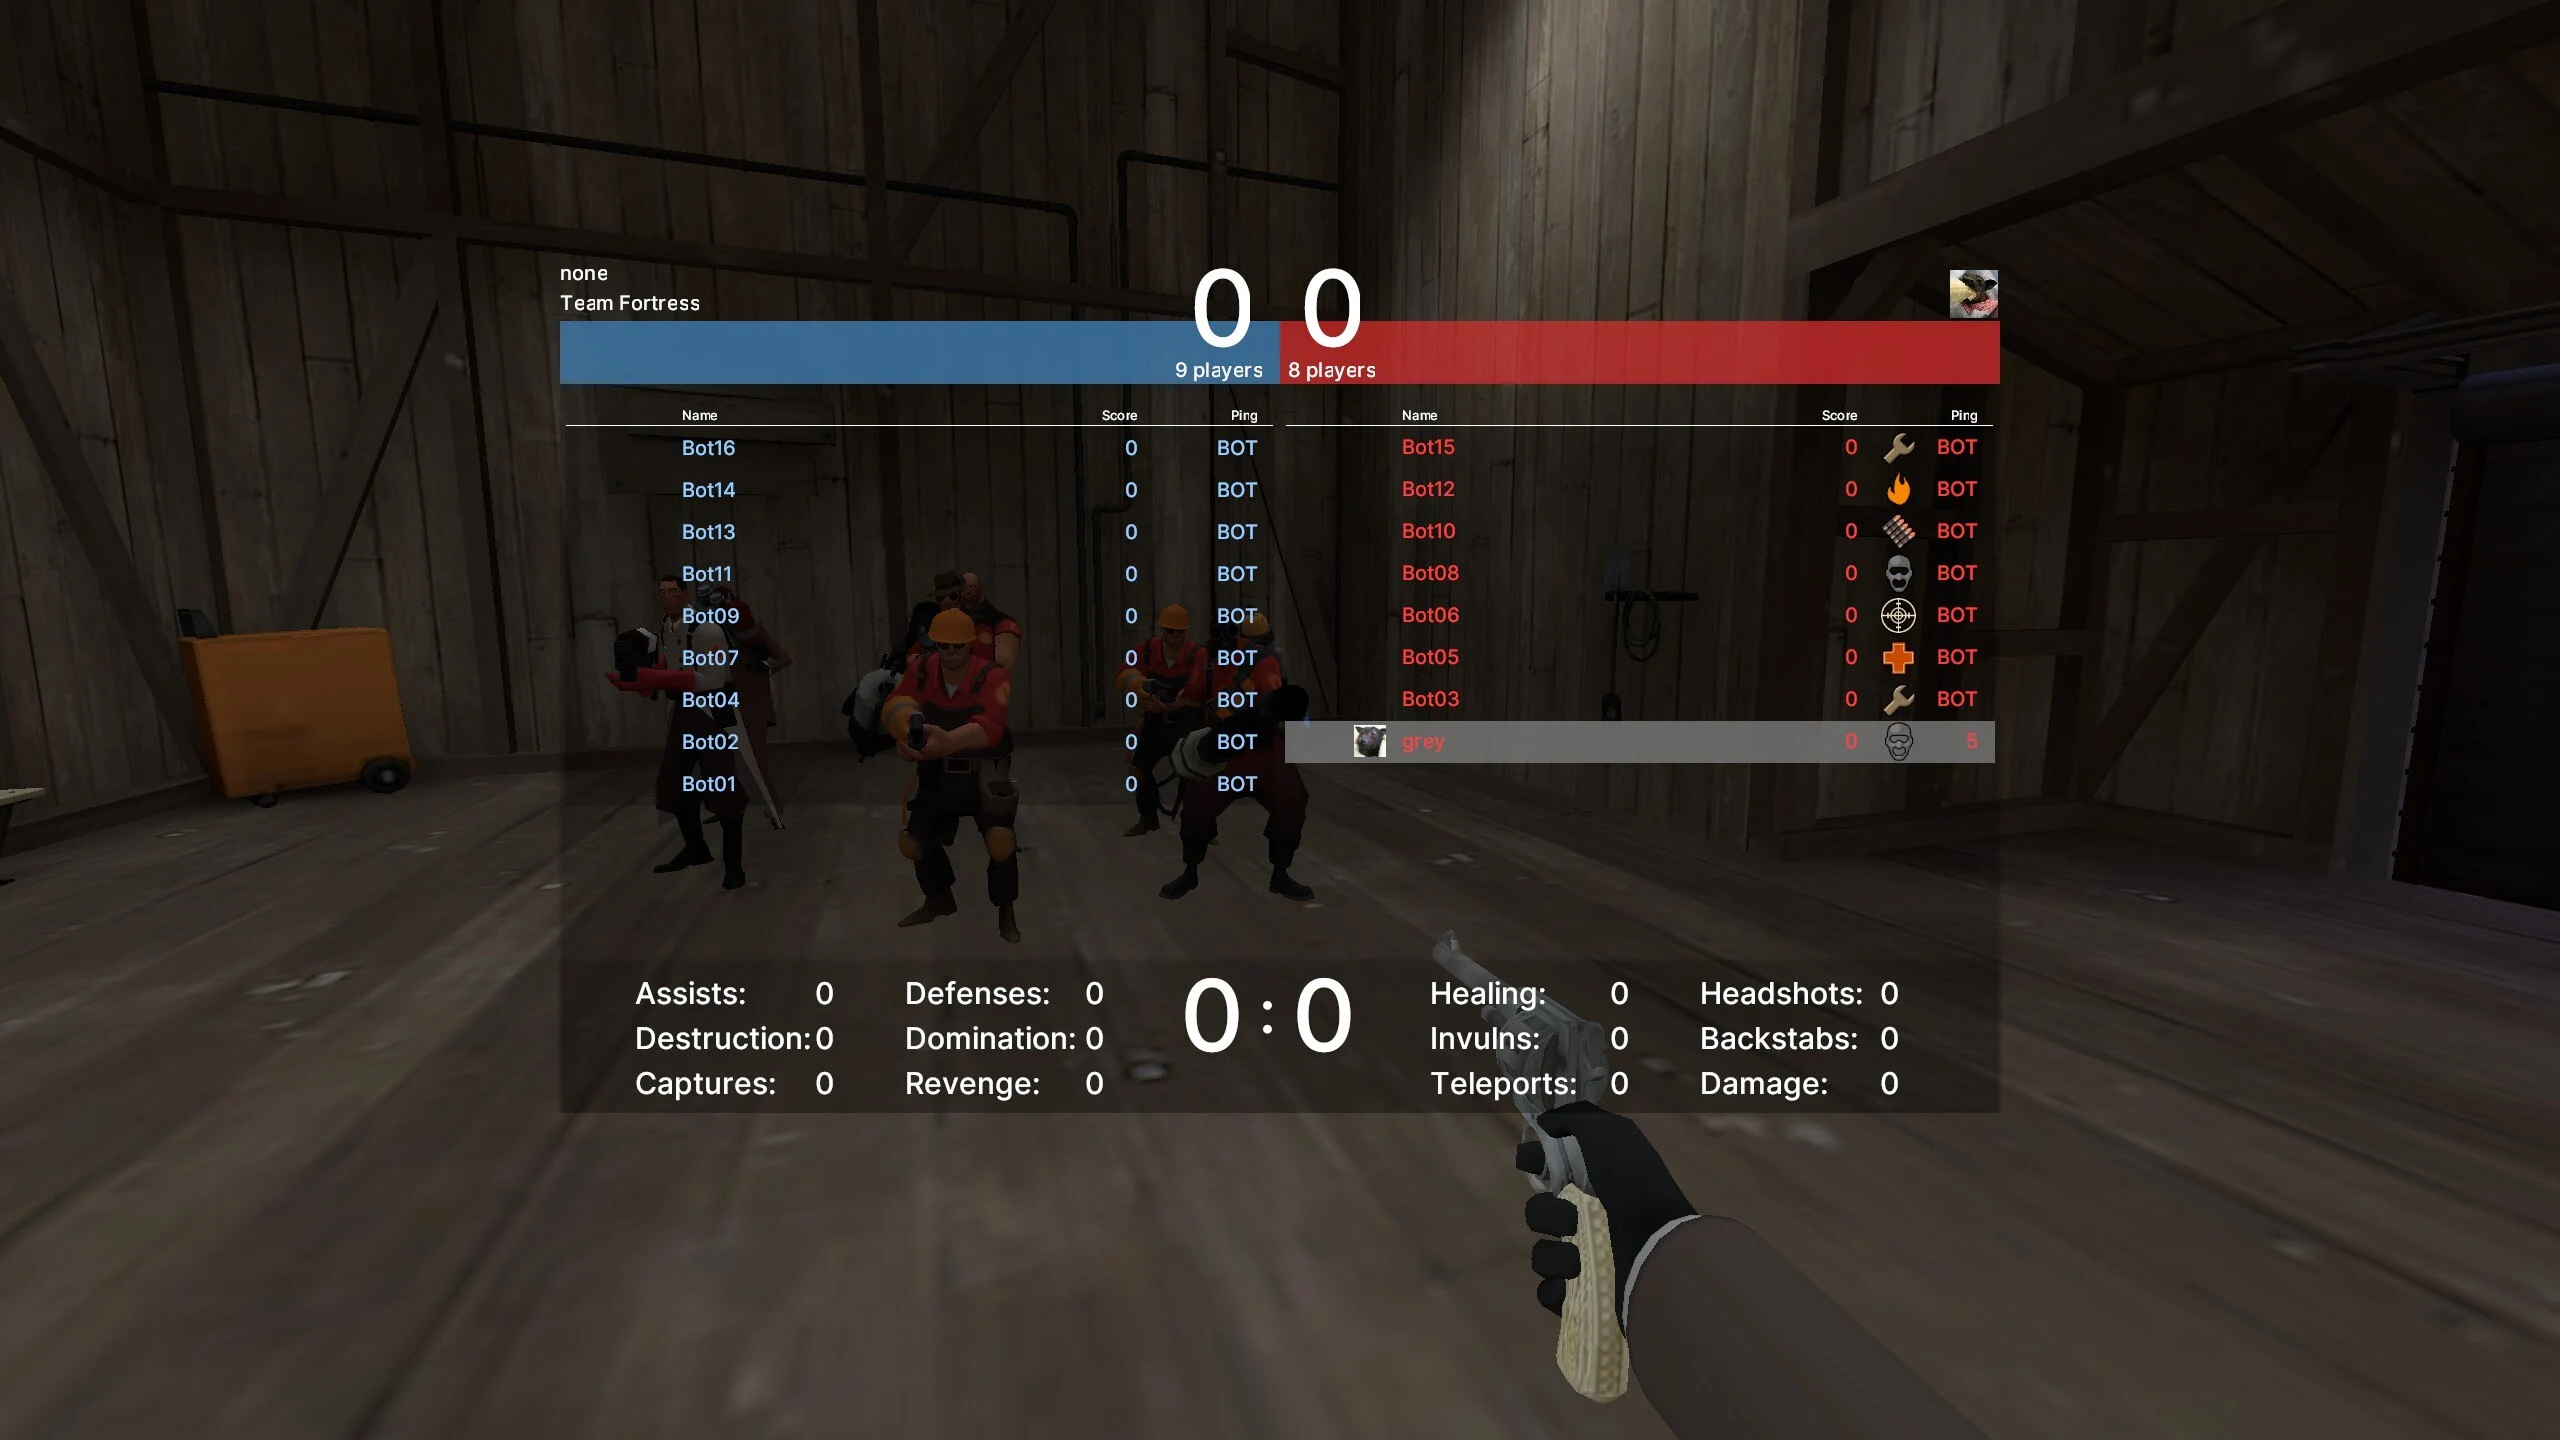 none
Team Fortress
0 0
9 players 8 players
Name Score Ping
Bot16 0 BOT
Bot14 0 BOT
Bot13 0 BOT
Bot11 0 BOT
Bot09 0 BOT
Bot07 0 BOT
Bot04 0 BOT
Bot02 0 BOT
Bot01 0 BOT
Name Score Ping
Bot15 0 BOT
Bot12 0 BOT
Bot10 0 BOT
Bot08 0 BOT
Bot06 0 BOT
Bot05 0 BOT
Bot03 0 BOT
grey 0 5
Assists: 0 Defenses: 0
Destruction: 0 Domination: 0
Captures: 0 Revenge: 0
0 : 0
Healing: 0 Headshots: 0
Invulns: 0 Backstabs: 0
Teleports: 0 Damage: 0